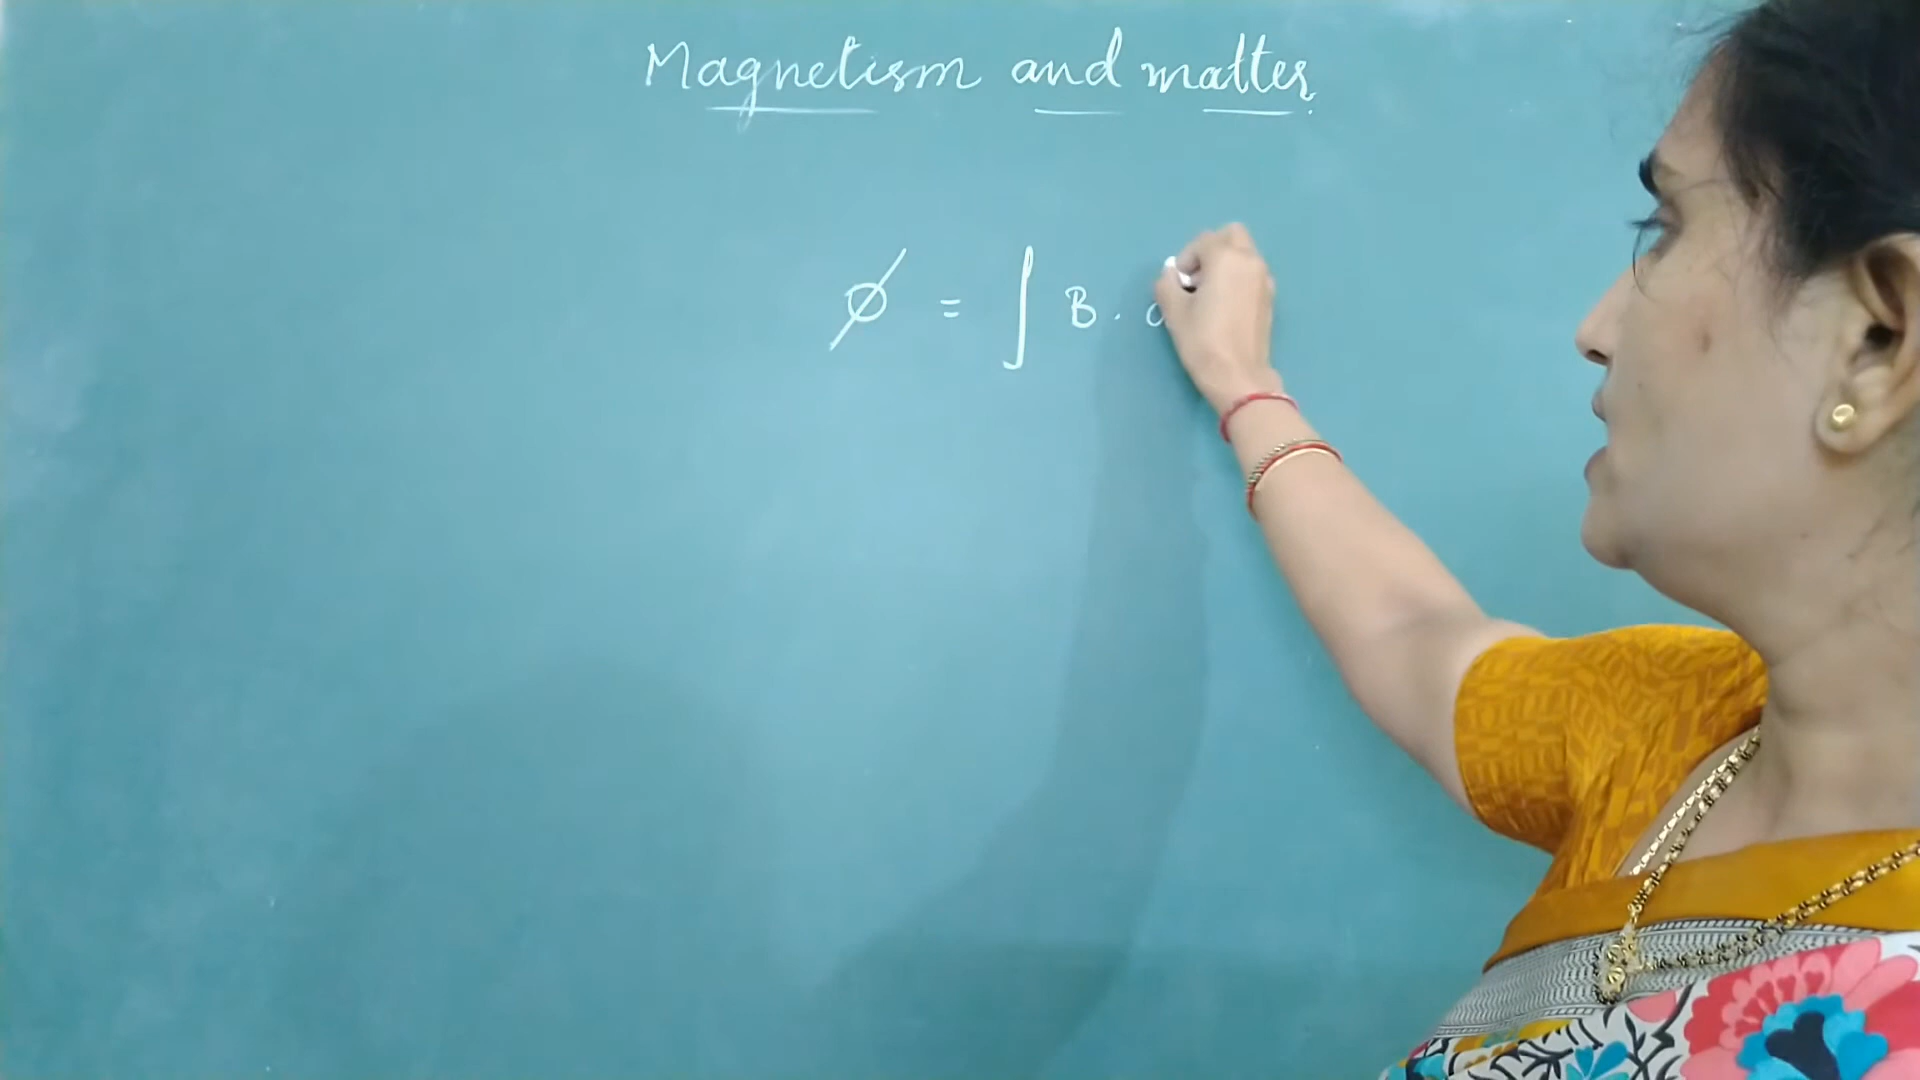 Magnetism and matter
ϕ = ∫ B .